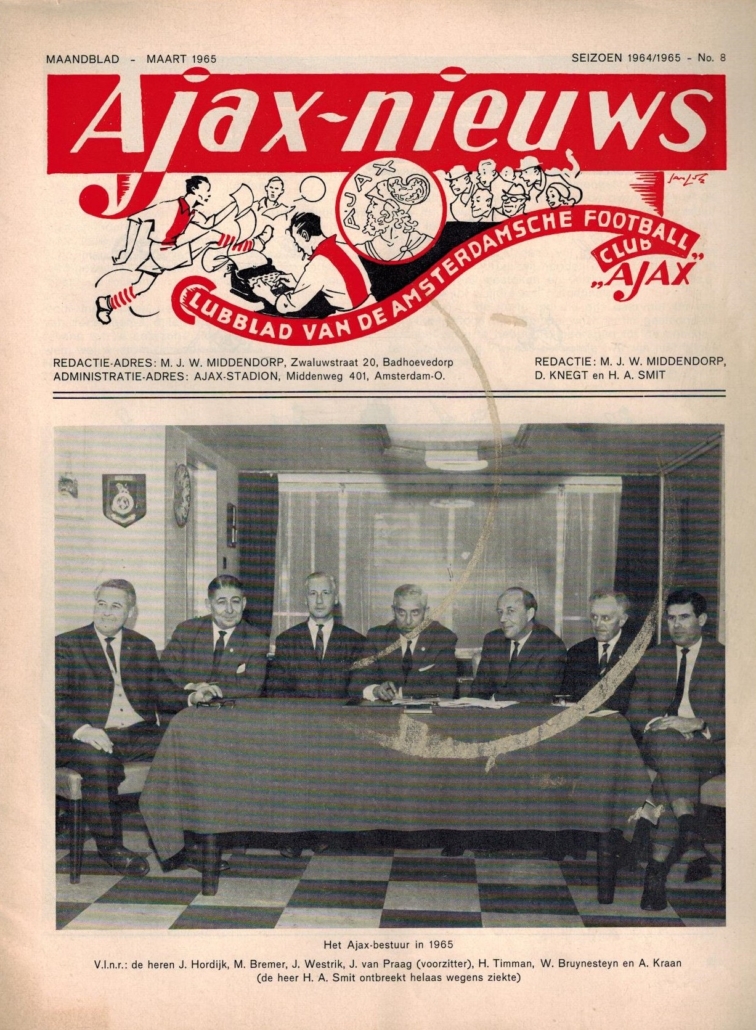 MAANDBLAD - MAART 1965
SEIZOEN 1964/1965 - No. 8
Ajax-nieuws
AJAX
CLUBBLAD VAN DE AMSTERDAMSCHE FOOTBALL
CLUB
„AJAX”
REDACTIE-ADRES: M. J. W. MIDDENDORP, Zwaluwstraat 20, Badhoevedorp
ADMINISTRATIE-ADRES: AJAX-STADION, Middenweg 401, Amsterdam-O.
REDACTIE: M. J. W. MIDDENDORP,
D. KNEGT en H. A. SMIT
Het Ajax-bestuur in 1965
V.l.n.r.: de heren J. Hordijk, M. Bremer, J. Westrik, J. van Praag (voorzitter), H. Timman, W. Bruynesteyn en A. Kraan
(de heer H. A. Smit ontbreekt helaas wegens ziekte)